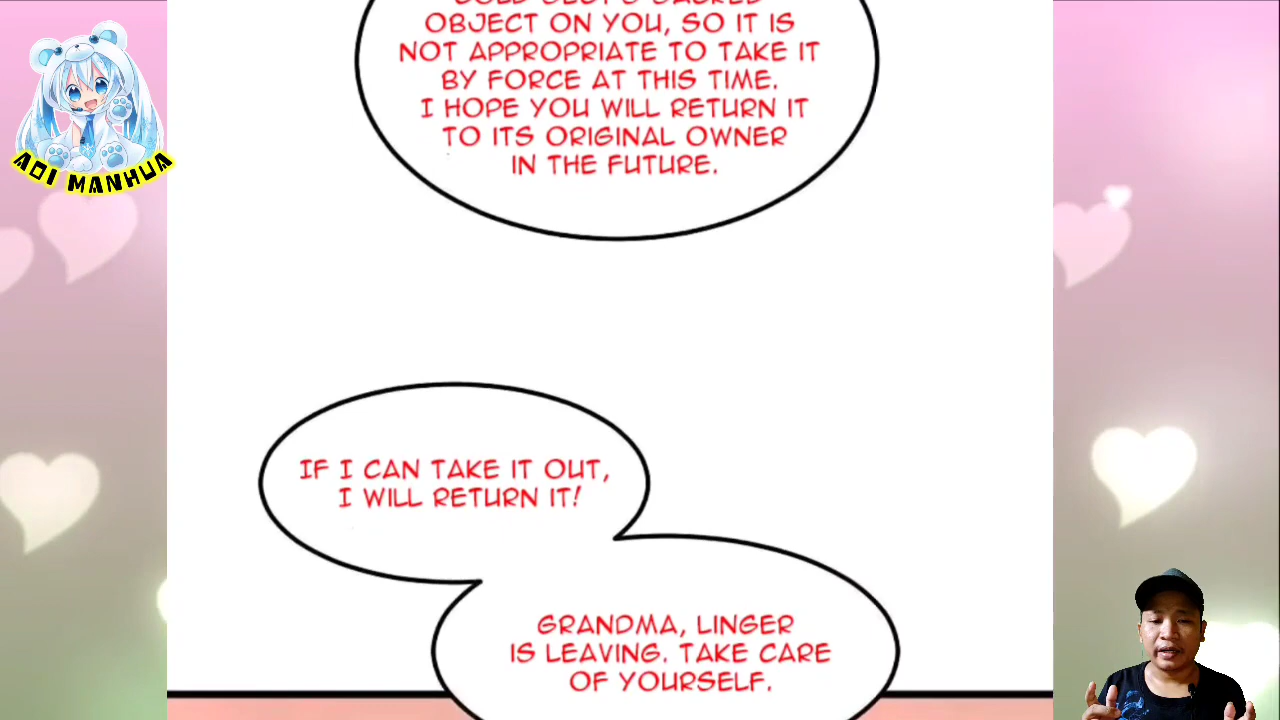 AOI MANHUA
OBJECT ON YOU, SO IT IS
NOT APPROPRIATE TO TAKE IT
BY FORCE AT THIS TIME.
I HOPE YOU WILL RETURN IT
TO ITS ORIGINAL OWNER
IN THE FUTURE.
IF I CAN TAKE IT OUT,
I WILL RETURN IT!
GRANDMA, LINGER
IS LEAVING. TAKE CARE
OF YOURSELF.